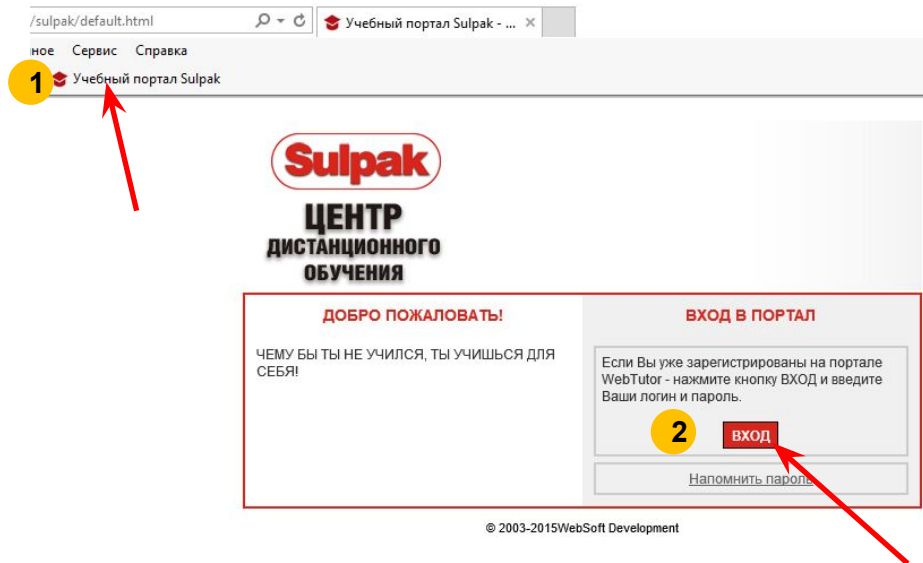 /sulpak/default.html
Учебный портал Sulpak - ...
Сервис Справка
1
Учебный портал Sulpak
Sulpak
ЦЕНТР
ДИСТАНЦИОННОГО
ОБУЧЕНИЯ
ДОБРО ПОЖАЛОВАТЬ!
ЧЕМУ БЫ ТЫ НЕ УЧИЛСЯ, ТЫ УЧИШЬСЯ ДЛЯ
СЕБЯ!
ВХОД В ПОРТАЛ
Если Вы уже зарегистрированы на портале
WebTutor - нажмите кнопку ВХОД и введите
Ваши логин и пароль.
2
ВХОД
Напомнить пароль
© 2003-2015WebSoft Development